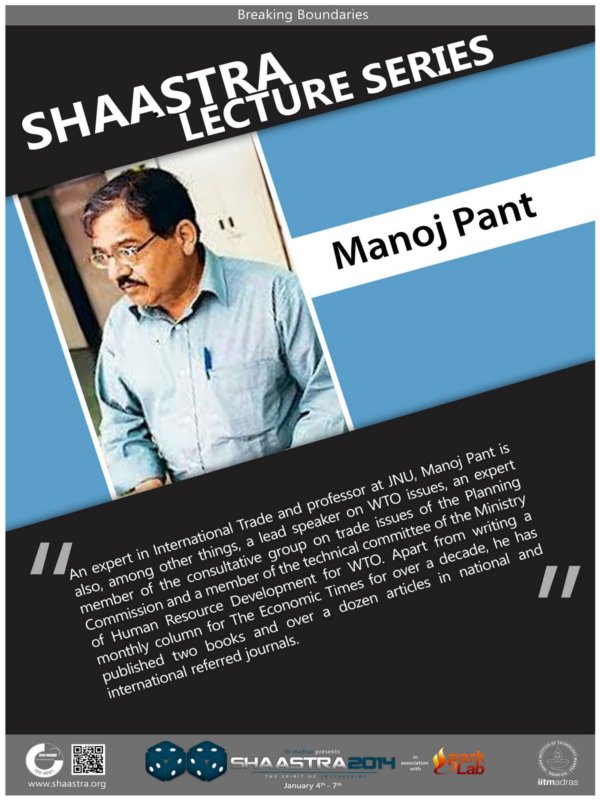 Breaking Boundaries
SHAASTRA
LECTURE SERIES
Manoj Pant
"An expert in International Trade and professor at JNU, Manoj Pant is
also, among other things, a lead speaker on WTO issues, an expert
member of the consultative group on trade issues of the Planning
Commission and a member of the technical committee of the Ministry
of Human Resource Development for WTO. Apart from writing a
monthly column for The Economic Times for over a decade, he has
published two books and over a dozen articles in national and
international referred journals."
ISO 9001
www.shaastra.org
iit madras presents
SHAASTRA 2014
THE SPIRIT OF ENGINEERING
January 4th - 7th
in
association
with
Spark
Lab
iitmadras